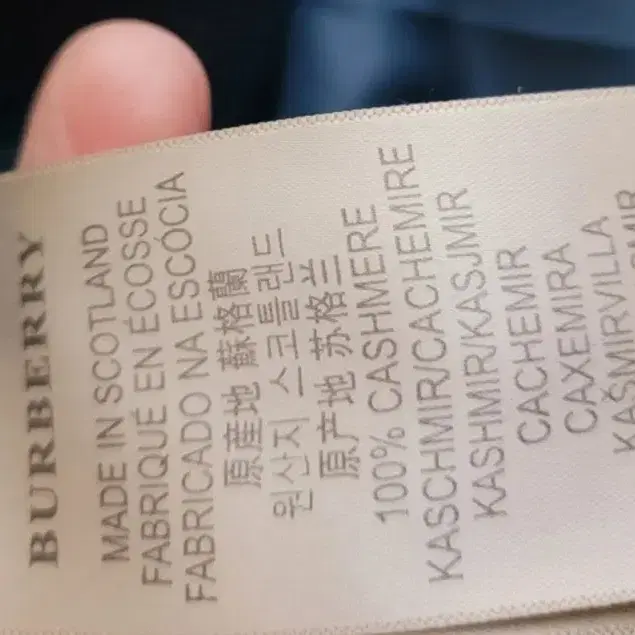 BURBERRY
MADE IN SCOTLAND
FABRIQUÉ EN ÉCOSSE
FABRICADO NA ESCÓCIA
原産地 蘇格蘭
원산지 스코틀랜드
原产地 苏格兰
100% CASHMERE
KASCHMIR/CACHEMIRE
KASHMIR/KASJMIR
CACHEMIR
CAXEMIRA
KAŠMIRVILLA